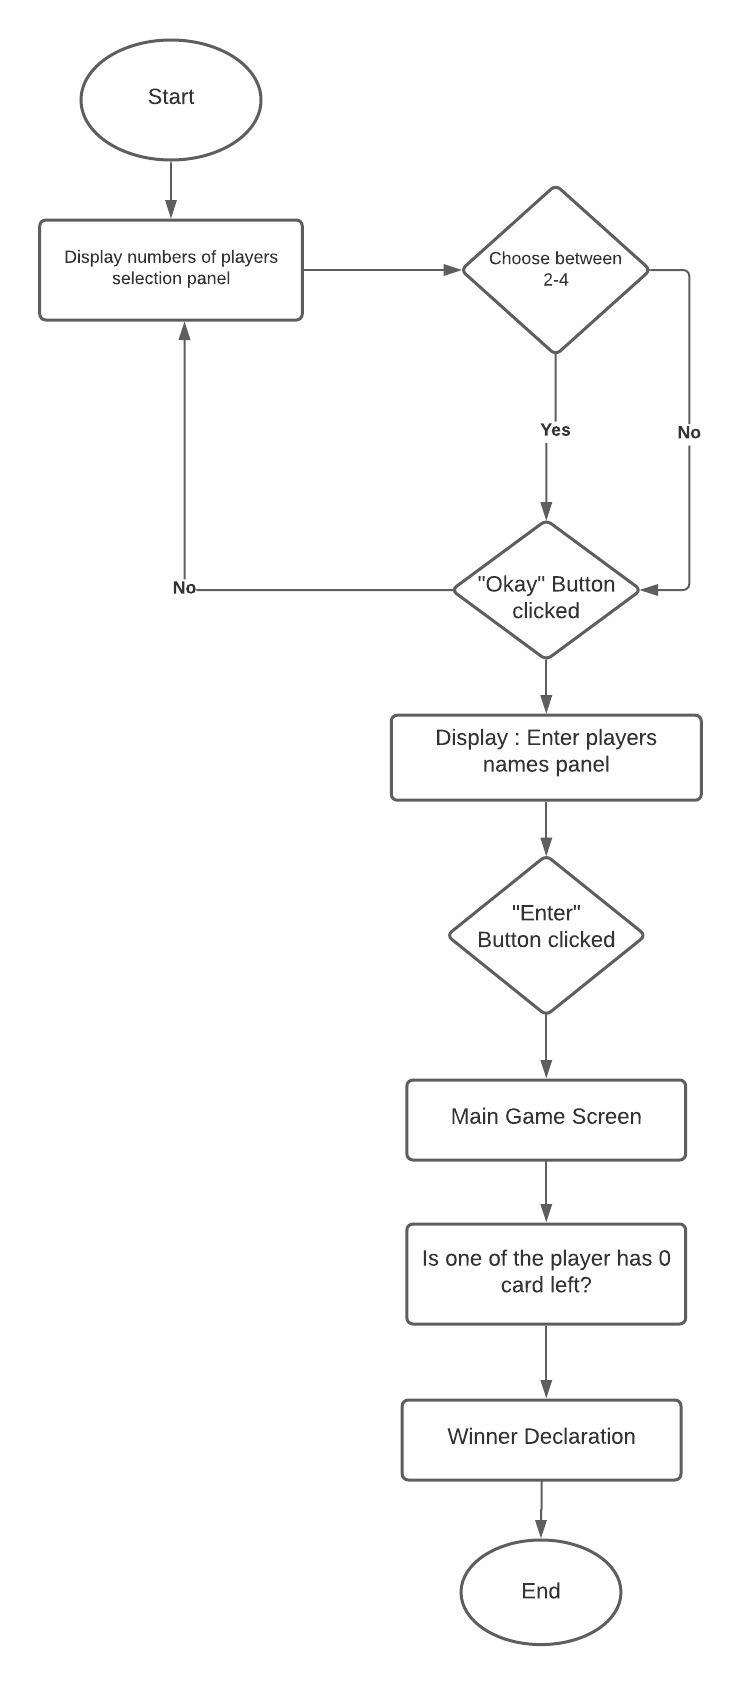 Start
Display numbers of players
selection panel
Choose between
2-4
Yes
No
"Okay" Button
clicked
No
Display : Enter players
names panel
"Enter"
Button clicked
Main Game Screen
Is one of the player has 0
card left?
Winner Declaration
End